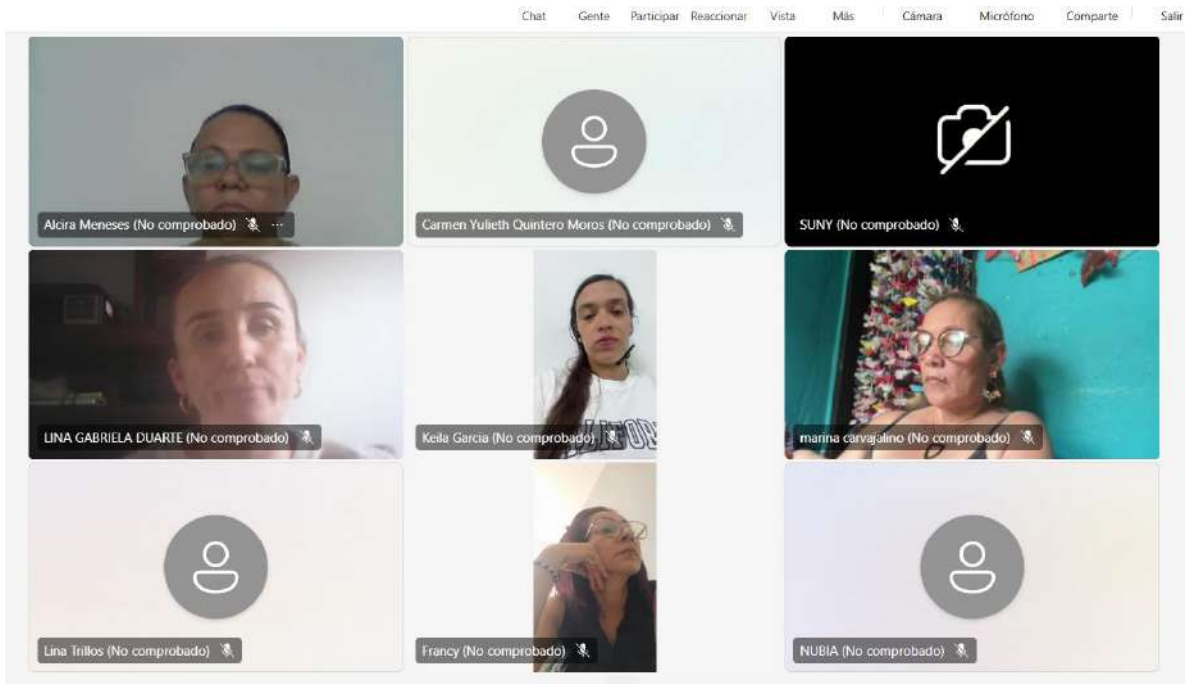 Chat Gente Participar Reaccionar Vista Más Cámara Micrófono Comparte Salir
Alcira Meneses (No comprobado) ...
Carmen Yulieth Quintero Moros (No comprobado)
SUNY (No comprobado)
LINA GABRIELA DUARTE (No comprobado)
Keila Garcia (No comprobado)
marina carvajalino (No comprobado)
Lina Trillos (No comprobado)
Francy (No comprobado)
NUBIA (No comprobado)